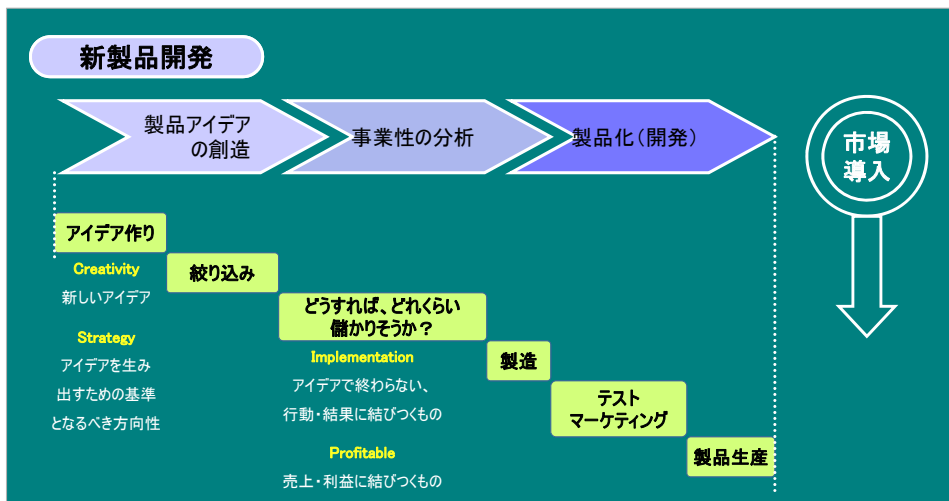 新製品開発
製品アイデア
の創造
事業性の分析
製品化（開発）
市場
導入
アイデア作り
Creativity
新しいアイデア
Strategy
アイデアを生み
出すための基準
となるべき方向性
絞り込み
どうすれば、どれくらい
儲かりそうか？
Implementation
アイデアで終わらない、
行動・結果に結びつくもの
Profitable
売上・利益に結びつくもの
製造
テスト
マーケティング
製品生産